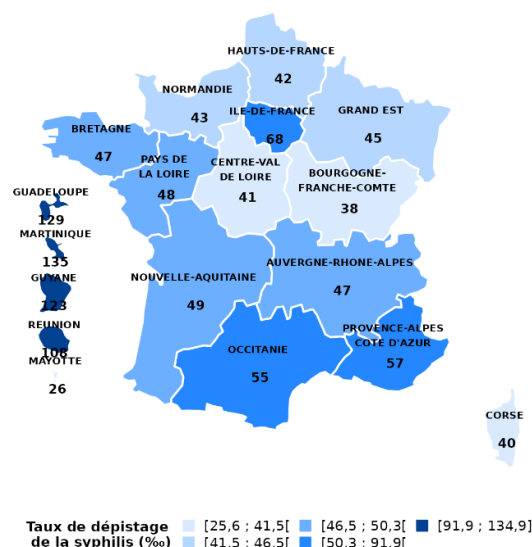 HAUTS-DE-FRANCE
42
NORMANDIE
43
ILE-DE-FRANCE
68
GRAND EST
45
BRETAGNE
47
PAYS DE
LA LOIRE
48
CENTRE-VAL
DE LOIRE
41
BOURGOGNE-
FRANCHE-COMTE
38
GUADELOUPE
129
MARTINIQUE
135
GUYANE
123
REUNION
108
MAYOTTE
26
NOUVELLE-AQUITAINE
49
AUVERGNE-RHONE-ALPES
47
OCCITANIE
55
PROVENCE-ALPES
COTE D'AZUR
57
CORSE
40
Taux de dépistage
de la syphilis (‰)
[25,6 ; 41,5[
[41,5 ; 46,5[
[46,5 ; 50,3[
[50,3 ; 91,9[
[91,9 ; 134,9]